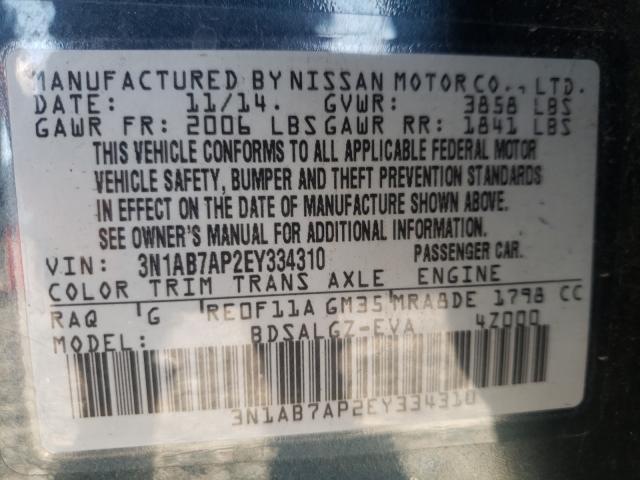 MANUFACTURED BY NISSAN MOTOR CO., LTD.
DATE: 11/14. GVWR: 3858 LBS
GAWR FR: 2006 LBS GAWR RR: 1841 LBS
THIS VEHICLE CONFORMS TO ALL APPLICABLE FEDERAL MOTOR
VEHICLE SAFETY, BUMPER AND THEFT PREVENTION STANDARDS
IN EFFECT ON THE DATE OF MANUFACTURE SHOWN ABOVE.
SEE OWNER'S MANUAL FOR ADDITIONAL INFORMATION.
VIN: 3N1AB7AP2EY334310 PASSENGER CAR.
COLOR TRIM TRANS AXLE ENGINE
RAQ G RE0F11A GM35 MRA8DE 1798 CC
MODEL: BDSALGZ-EVA 4Z000
3N1AB7AP2EY334310